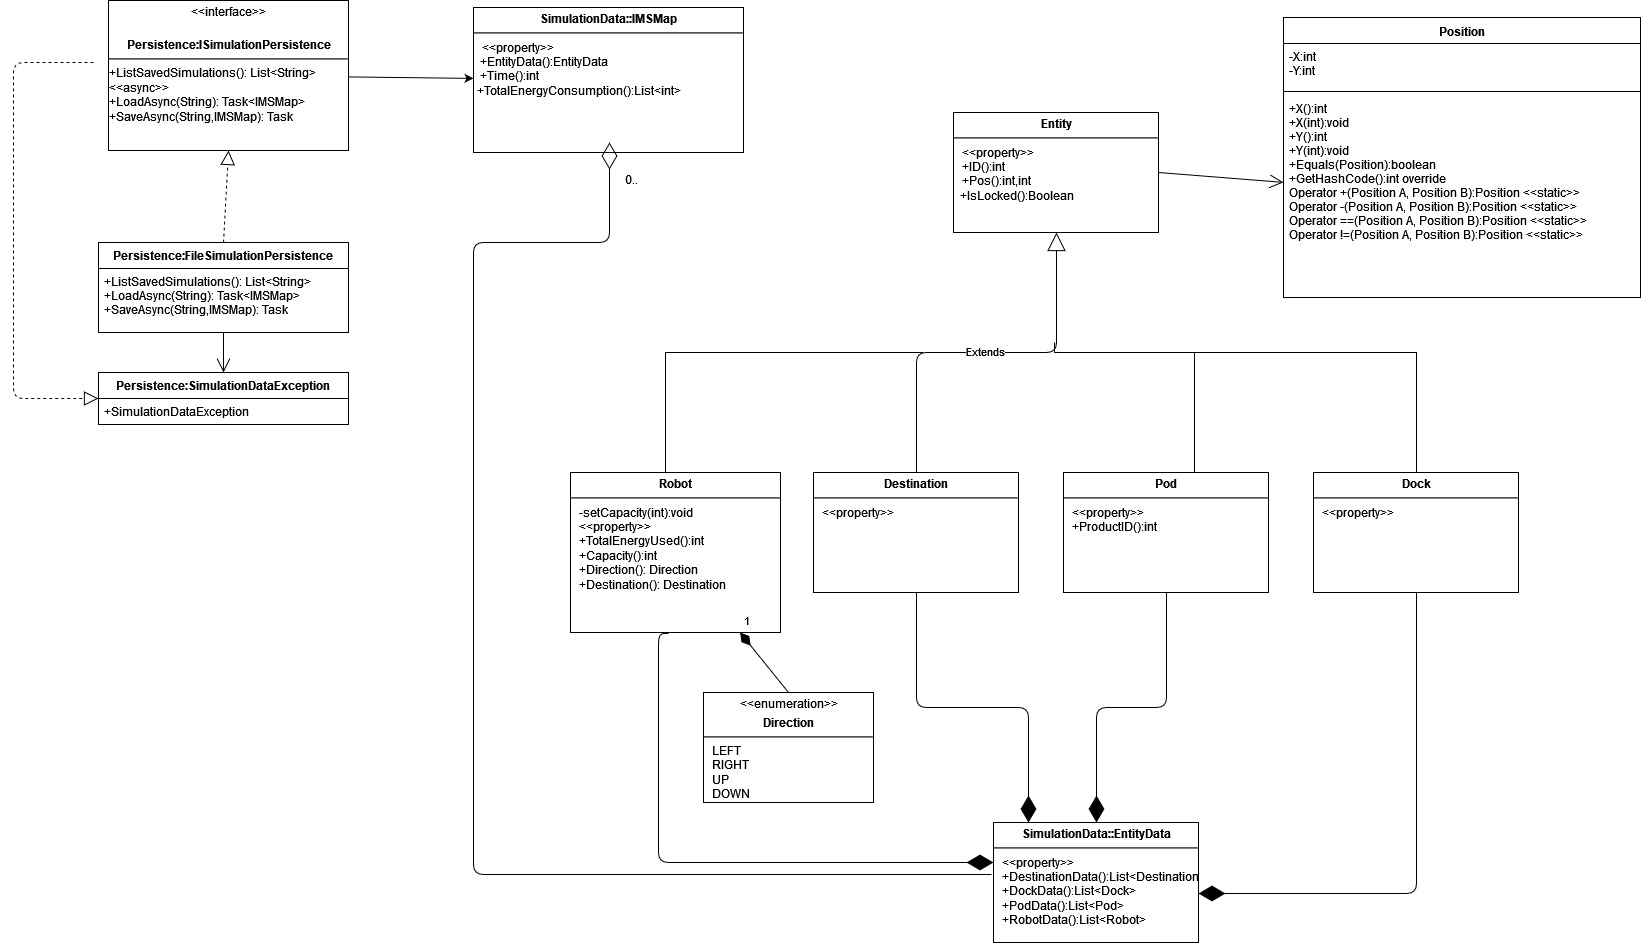 <<interface>>
Persistence:ISimulationPersistence
+ListSavedSimulations(): List<String>
<<async>>
+LoadAsync(String): Task<IMSMap>
+SaveAsync(String,IMSMap): Task
SimulationData::IMSMap
<<property>>
+EntityData():EntityData
+Time():int
+TotalEnergyConsumption():List<int>
0..
Position
-X:int
-Y:int
+X():int
+X(int):void
+Y():int
+Y(int):void
+Equals(Position):boolean
+GetHashCode():int override
Operator +(Position A, Position B):Position <<static>>
Operator -(Position A, Position B):Position <<static>>
Operator ==(Position A, Position B):Position <<static>>
Operator !=(Position A, Position B):Position <<static>>
Entity
<<property>>
+ID():int
+Pos():int,int
+IsLocked():Boolean
Persistence:FileSimulationPersistence
+ListSavedSimulations(): List<String>
+LoadAsync(String): Task<IMSMap>
+SaveAsync(String,IMSMap): Task
Persistence:SimulationDataException
+SimulationDataException
Extends
Robot
-setCapacity(int):void
<<property>>
+TotalEnergyUsed():int
+Capacity():int
+Direction(): Direction
+Destination(): Destination
1
Destination
<<property>>
Pod
<<property>>
+ProductID():int
Dock
<<property>>
<<enumeration>>
Direction
LEFT
RIGHT
UP
DOWN
SimulationData::EntityData
<<property>>
+DestinationData():List<Destination
+DockData():List<Dock>
+PodData():List<Pod>
+RobotData():List<Robot>